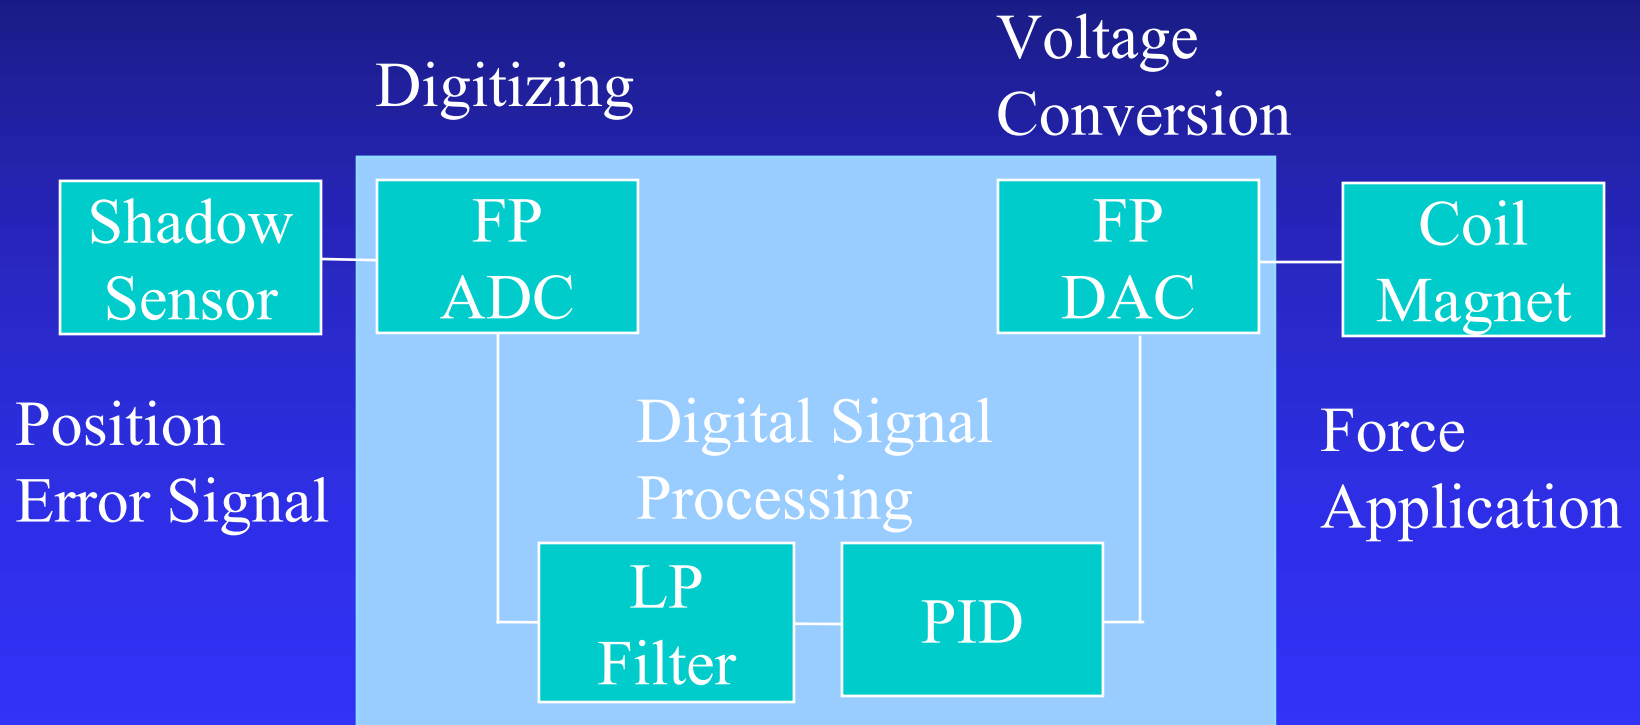 Digitizing
Voltage
Conversion
Shadow
Sensor
FP
ADC
FP
DAC
Coil
Magnet
Position
Error Signal
Digital Signal
Processing
Force
Application
LP
Filter
PID